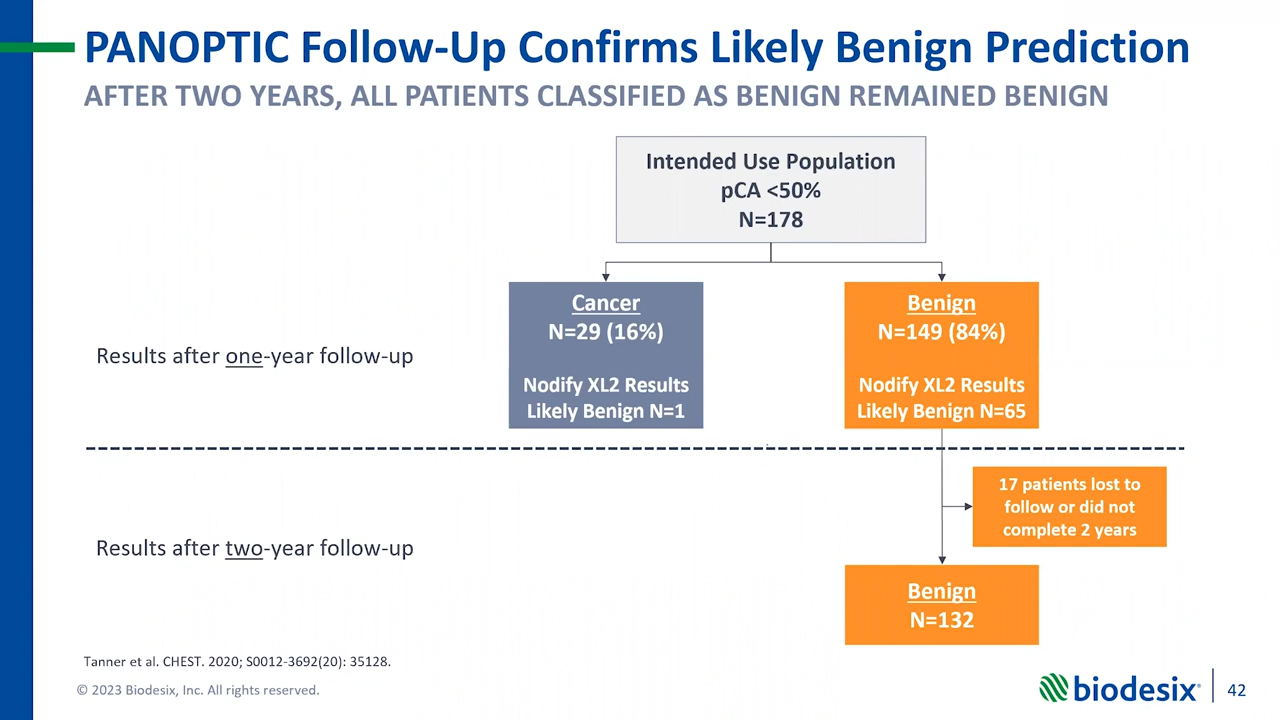 PANOPTIC Follow-Up Confirms Likely Benign Prediction
AFTER TWO YEARS, ALL PATIENTS CLASSIFIED AS BENIGN REMAINED BENIGN
Intended Use Population
pCA <50%
N=178
Cancer
N=29 (16%)
Nodify XL2 Results
Likely Benign N=1
Benign
N=149 (84%)
Nodify XL2 Results
Likely Benign N=65
Results after one-year follow-up
17 patients lost to
follow or did not
complete 2 years
Results after two-year follow-up
Benign
N=132
Tanner et al. CHEST. 2020; S0012-3692(20): 35128.
© 2023 Biodesix, Inc. All rights reserved.
biodesix®
42